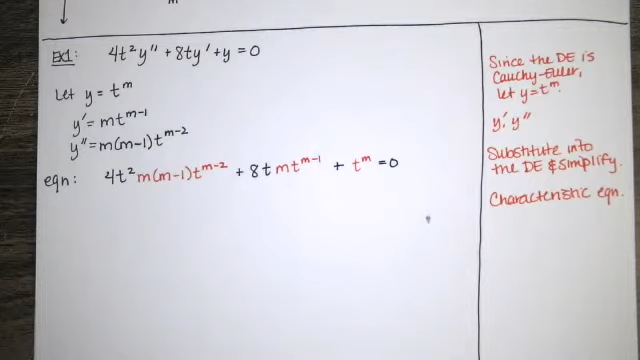 m
Ex1: 4t²y'' + 8ty' + y = 0
Let y = t^m
y' = mt^(m-1)
y'' = m(m-1)t^(m-2)
eqn: 4t² m(m-1)t^(m-2) + 8t mt^(m-1) + t^m = 0
Since the DE is
Cauchy-Euler,
let y = t^m.
y', y''
Substitute into
the DE & simplify.
Characteristic eqn.